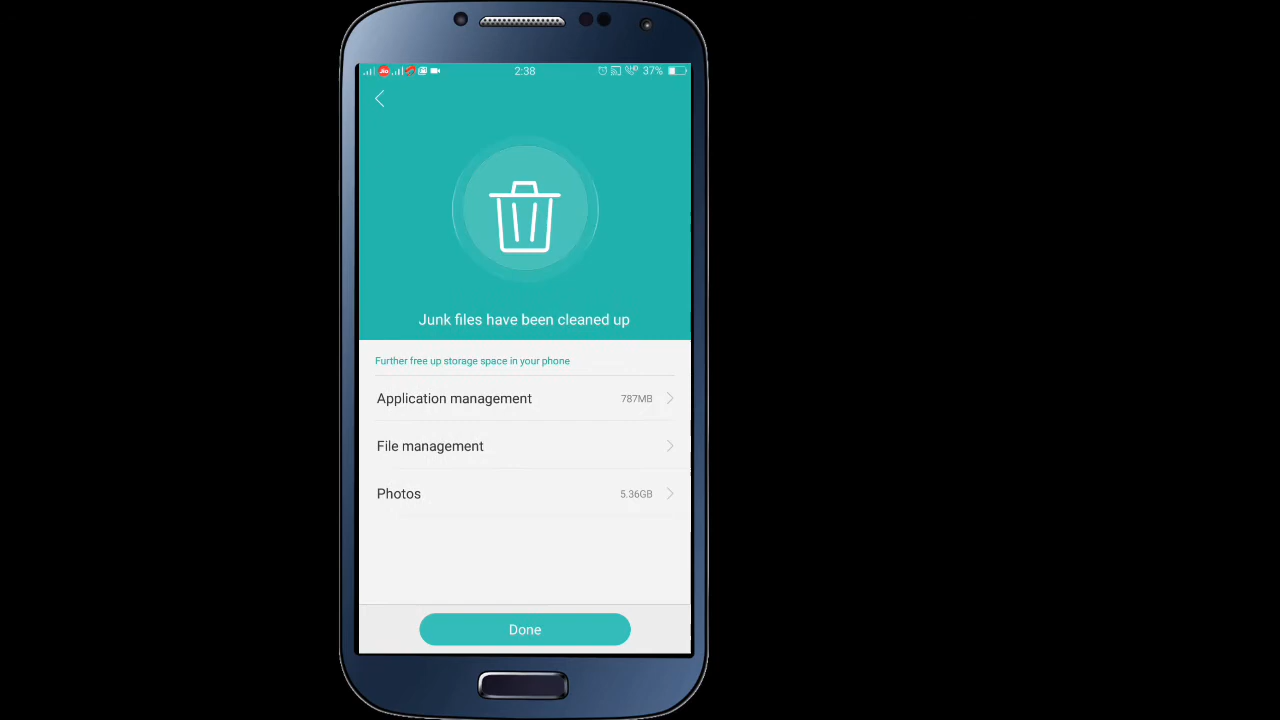 Jio 2:38 37%
Junk files have been cleaned up
Further free up storage space in your phone
Application management 787MB
File management
Photos 5.36GB
Done